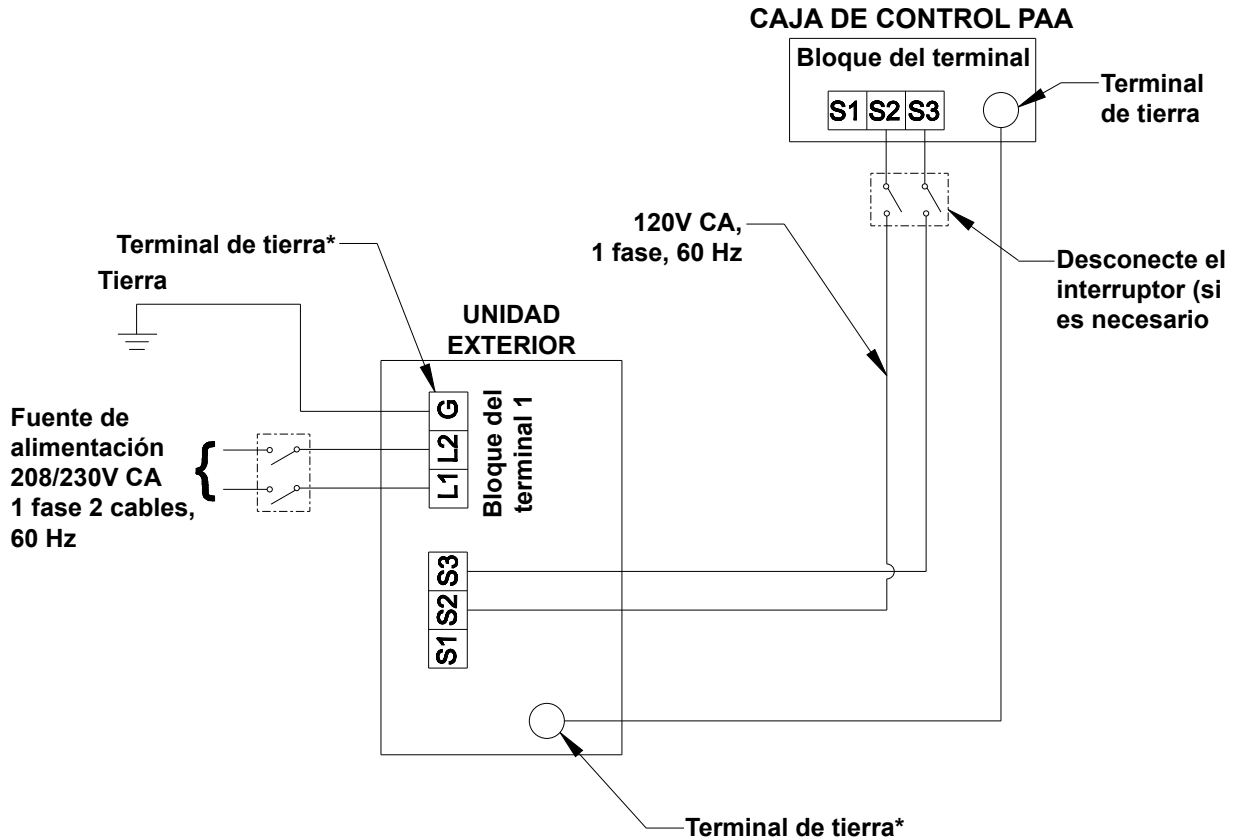 CAJA DE CONTROL PAA
Bloque del terminal
S1 S2 S3
Terminal
de tierra
120V CA,
1 fase, 60 Hz
Desconecte el
interruptor (si
es necesario
Terminal de tierra*
Tierra
UNIDAD
EXTERIOR
Fuente de
alimentación
208/230V CA
1 fase 2 cables,
60 Hz
L1 L2 G
Bloque del
terminal 1
S1 S2 S3
Terminal de tierra*